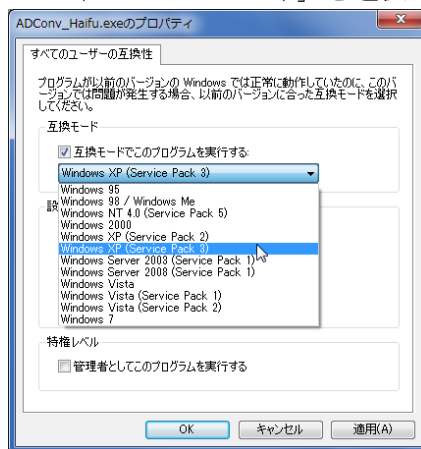 ADConv_Haifu.exeのプロパティ
すべてのユーザーの互換性
プログラムが以前のバージョンの Windows では正常に動作していたのに、このバ
ージョンでは問題が発生する場合、以前のバージョンに合った互換モードを選択
してください。
互換モード
互換モードでこのプログラムを実行する:
Windows XP (Service Pack 3)
Windows 95
Windows 98 / Windows Me
Windows NT 4.0 (Service Pack 5)
Windows 2000
Windows XP (Service Pack 2)
Windows XP (Service Pack 3)
Windows Server 2003 (Service Pack 1)
Windows Server 2008 (Service Pack 1)
Windows Vista
Windows Vista (Service Pack 1)
Windows Vista (Service Pack 2)
Windows 7
特権レベル
管理者としてこのプログラムを実行する
OK
キャンセル
適用(A)